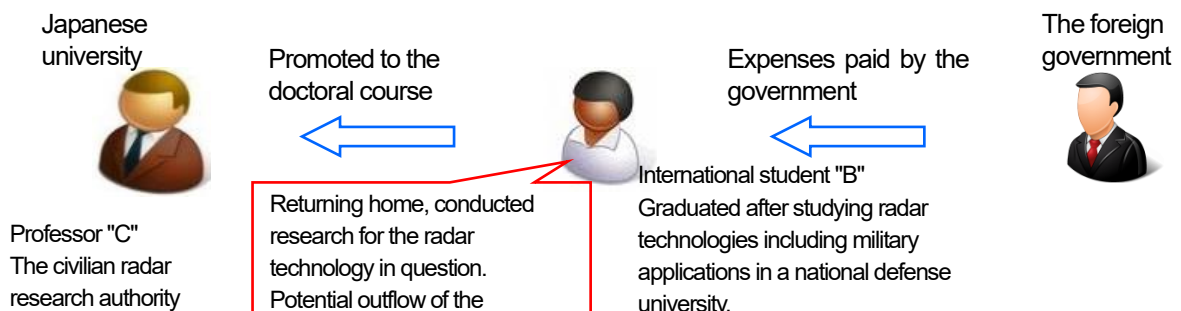 Japanese
university
Promoted to the
doctoral course
Expenses paid by the
government
The foreign
government
Professor "C"
The civilian radar
research authority
Returning home, conducted
research for the radar
technology in question.
Potential outflow of the
International student "B"
Graduated after studying radar
technologies including military
applications in a national defense
university.